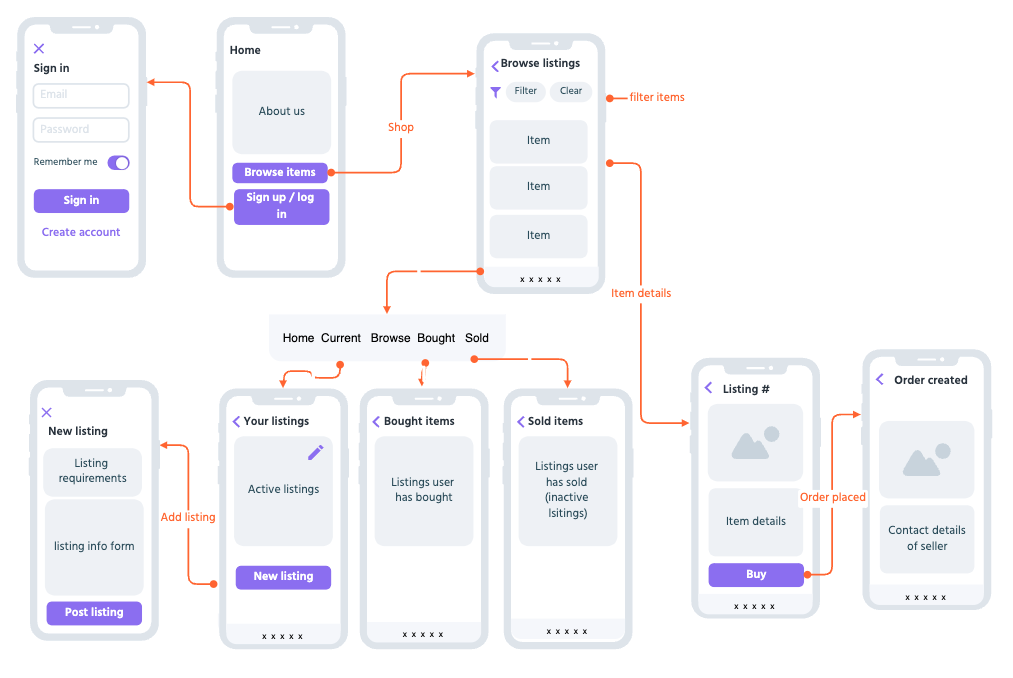 Sign in
Email
Password
Remember me
Sign in
Create account
Home
About us
Browse items
Sign up / log
in
Shop
Browse listings
Filter
Clear
Item
Item
Item
x x x x x
filter items
Item details
Home
Current
Browse
Bought
Sold
New listing
Listing
requirements
listing info form
Post listing
Add listing
Your listings
Active listings
New listing
x x x x x
Bought items
Listings user
has bought
x x x x x
Sold items
Listings user
has sold
(inactive
lsitings)
x x x x x
Listing #
Item details
Buy
x x x x x
Order placed
Order created
Contact details
of seller
x x x x x